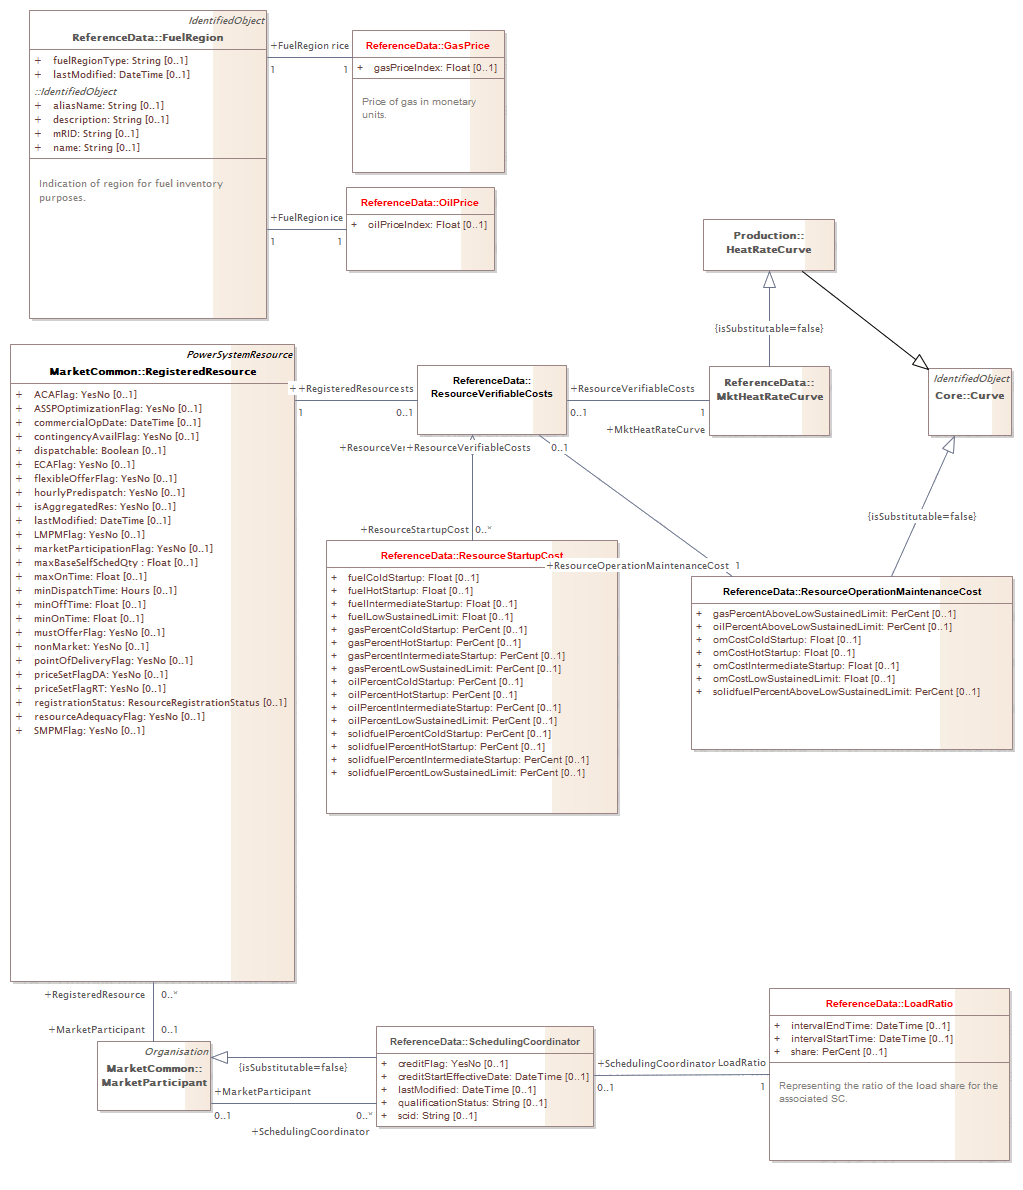 IdentifiedObject
ReferenceData::FuelRegion
+ fuelRegionType: String [0..1]
+ lastModified: DateTime [0..1]
::IdentifiedObject
+ aliasName: String [0..1]
+ description: String [0..1]
+ mRID: String [0..1]
+ name: String [0..1]
Indication of region for fuel inventory
purposes.
+FuelRegion rice
1 1
ReferenceData::GasPrice
+ gasPriceIndex: Float [0..1]
Price of gas in monetary
units.
+FuelRegion ice
1 1
ReferenceData::OilPrice
+ oilPriceIndex: Float [0..1]
Production::
HeatRateCurve
{isSubstitutable=false}
ReferenceData::
MktHeatRateCurve
IdentifiedObject
Core::Curve
{isSubstitutable=false}
PowerSystemResource
MarketCommon::RegisteredResource
+ ACAFlag: YesNo [0..1]
+ ASSPOptimizationFlag: YesNo [0..1]
+ commercialOpDate: DateTime [0..1]
+ contingencyAvailFlag: YesNo [0..1]
+ dispatchable: Boolean [0..1]
+ ECAFlag: YesNo [0..1]
+ flexibleOfferFlag: YesNo [0..1]
+ hourlyPredispatch: YesNo [0..1]
+ isAggregatedRes: YesNo [0..1]
+ lastModified: DateTime [0..1]
+ LMPMFlag: YesNo [0..1]
+ marketParticipationFlag: YesNo [0..1]
+ maxBaseSelfSchedQty : Float [0..1]
+ maxOnTime: Float [0..1]
+ minDispatchTime: Hours [0..1]
+ minOffTime: Float [0..1]
+ minOnTime: Float [0..1]
+ mustOfferFlag: YesNo [0..1]
+ nonMarket: YesNo [0..1]
+ pointOfDeliveryFlag: YesNo [0..1]
+ priceSetFlagDA: YesNo [0..1]
+ priceSetFlagRT: YesNo [0..1]
+ registrationStatus: ResourceRegistrationStatus [0..1]
+ resourceAdequacyFlag: YesNo [0..1]
+ SMPMFlag: YesNo [0..1]
+ +RegisteredResource sts
1 0..1
ReferenceData::
ResourceVerifiableCosts
+ResourceVerifiableCosts
0..1 1
+MktHeatRateCurve
+ResourceVer +ResourceVerifiableCosts 0..1
+ResourceStartupCost 0..*
ReferenceData::ResourceStartupCost
+ fuelColdStartup: Float [0..1]
+ fuelHotStartup: Float [0..1]
+ fuelIntermediateStartup: Float [0..1]
+ fuelLowSustainedLimit: Float [0..1]
+ gasPercentColdStartup: PerCent [0..1]
+ gasPercentHotStartup: PerCent [0..1]
+ gasPercentIntermediateStartup: PerCent [0..1]
+ gasPercentLowSustainedLimit: PerCent [0..1]
+ oilPercentColdStartup: PerCent [0..1]
+ oilPercentHotStartup: PerCent [0..1]
+ oilPercentIntermediateStartup: PerCent [0..1]
+ oilPercentLowSustainedLimit: PerCent [0..1]
+ solidfuelPercentColdStartup: PerCent [0..1]
+ solidfuelPercentHotStartup: PerCent [0..1]
+ solidfuelPercentIntermediateStartup: PerCent [0..1]
+ solidfuelPercentLowSustainedLimit: PerCent [0..1]
+ResourceOperationMaintenanceCost 1
ReferenceData::ResourceOperationMaintenanceCost
+ gasPercentAboveLowSustainedLimit: PerCent [0..1]
+ oilPercentAboveLowSustainedLimit: PerCent [0..1]
+ omCostColdStartup: Float [0..1]
+ omCostHotStartup: Float [0..1]
+ omCostIntermediateStartup: Float [0..1]
+ omCostLowSustainedLimit: Float [0..1]
+ solidfuelPercentAboveLowSustainedLimit: PerCent [0..1]
+RegisteredResource 0..*
+MarketParticipant 0..1
Organisation
MarketCommon::
MarketParticipant
{isSubstitutable=false}
+MarketParticipant
0..1 0..*
+SchedulingCoordinator
ReferenceData::SchedulingCoordinator
+ creditFlag: YesNo [0..1]
+ creditStartEffectiveDate: DateTime [0..1]
+ lastModified: DateTime [0..1]
+ qualificationStatus: String [0..1]
+ scid: String [0..1]
+SchedulingCoordinator LoadRatio
0..1 1
ReferenceData::LoadRatio
+ intervalEndTime: DateTime [0..1]
+ intervalStartTime: DateTime [0..1]
+ share: PerCent [0..1]
Representing the ratio of the load share for the
associated SC.